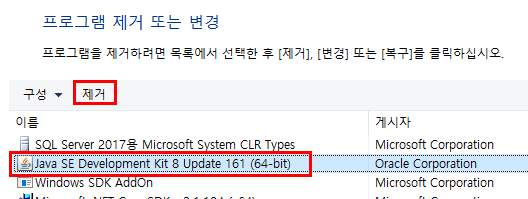 프로그램 제거 또는 변경
프로그램을 제거하려면 목록에서 선택한 후 [제거], [변경] 또는 [복구]를 클릭하십시오.
구성 제거
이름 게시자
SQL Server 2017용 Microsoft System CLR Types Microsoft Corporation
Java SE Development Kit 8 Update 161 (64-bit) Oracle Corporation
Windows SDK AddOn Microsoft Corporation